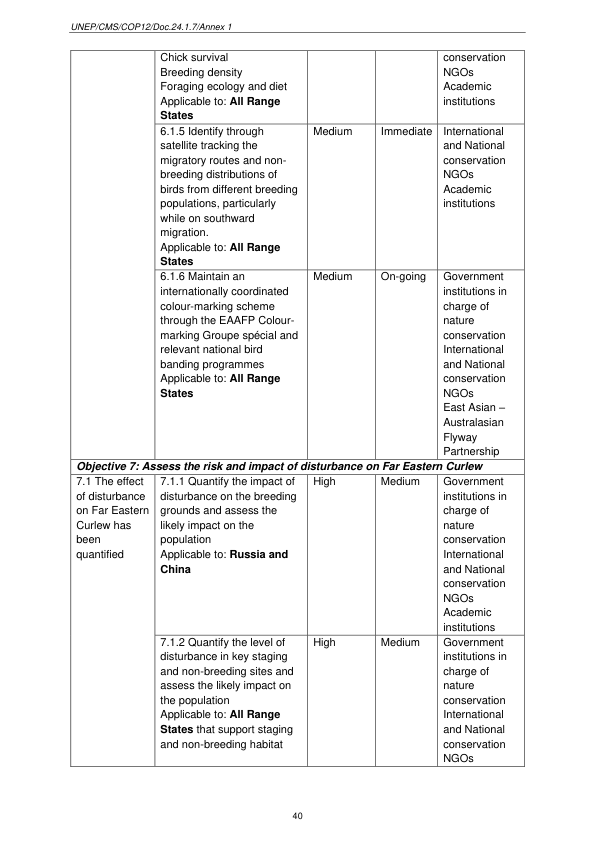 UNEP/CMS/COP12/Doc.24.1.7/Annex 1
Chick survival
Breeding density
Foraging ecology and diet
Applicable to: All Range
States
conservation
NGOs
Academic
institutions
6.1.5 Identify through
satellite tracking the
migratory routes and non-
breeding distributions of
birds from different breeding
populations, particularly
while on southward
migration.
Applicable to: All Range
States
Medium
Immediate
International
and National
conservation
NGOs
Academic
institutions
6.1.6 Maintain an
internationally coordinated
colour-marking scheme
through the EAAFP Colour-
marking Groupe spécial and
relevant national bird
banding programmes
Applicable to: All Range
States
Medium
On-going
Government
institutions in
charge of
nature
conservation
International
and National
conservation
NGOs
East Asian –
Australasian
Flyway
Partnership
Objective 7: Assess the risk and impact of disturbance on Far Eastern Curlew
7.1 The effect
of disturbance
on Far Eastern
Curlew has
been
quantified
7.1.1 Quantify the impact of
disturbance on the breeding
grounds and assess the
likely impact on the
population
Applicable to: Russia and
China
High
Medium
Government
institutions in
charge of
nature
conservation
International
and National
conservation
NGOs
Academic
institutions
7.1.2 Quantify the level of
disturbance in key staging
and non-breeding sites and
assess the likely impact on
the population
Applicable to: All Range
States that support staging
and non-breeding habitat
High
Medium
Government
institutions in
charge of
nature
conservation
International
and National
conservation
NGOs
40